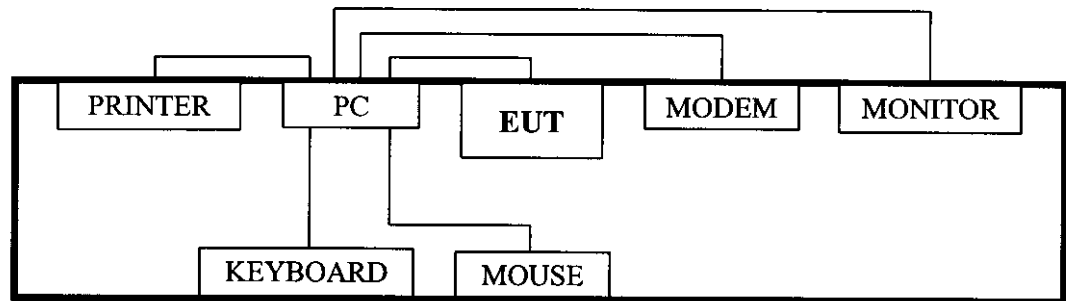 PRINTER
PC
EUT
MODEM
MONITOR
KEYBOARD
MOUSE